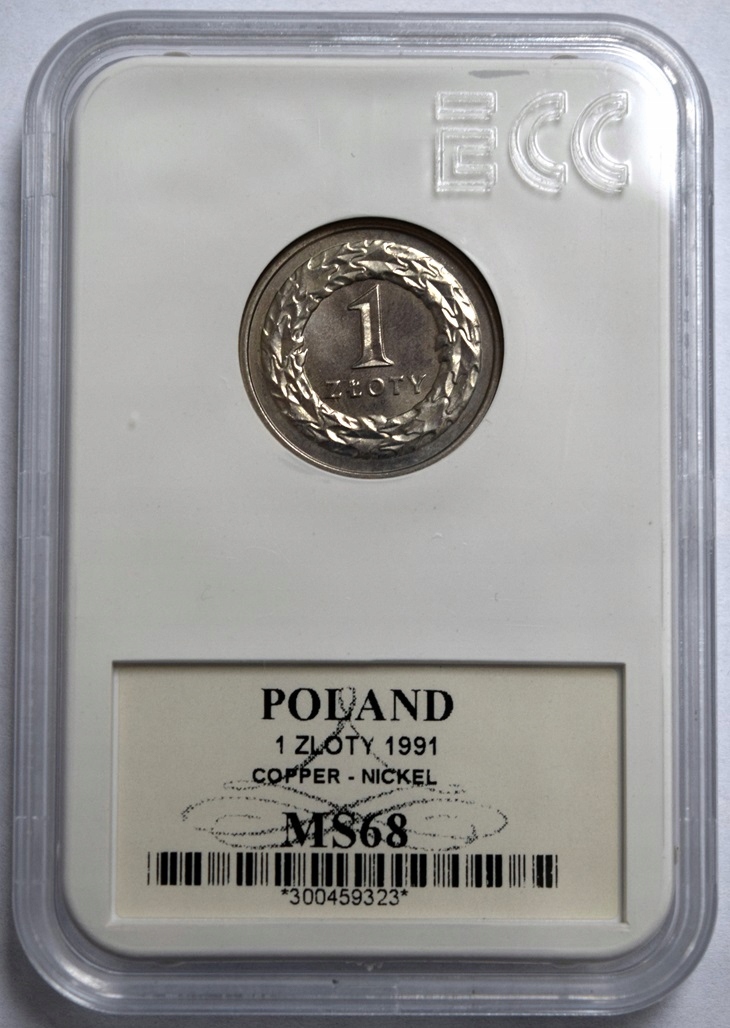 ECC
1
ZŁOTY
POLAND
1 ZLOTY 1991
COPPER - NICKEL
MS68
*300459323*